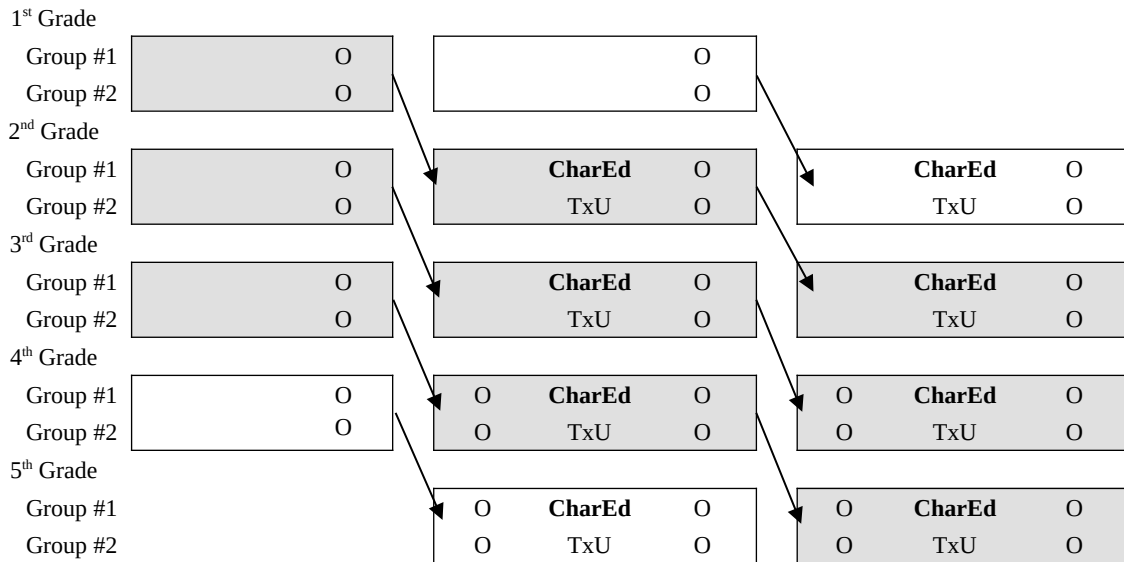 1st Grade
Group #1 O O
Group #2 O O
2nd Grade
Group #1 O CharEd O CharEd O
Group #2 O TxU O TxU O
3rd Grade
Group #1 O CharEd O CharEd O
Group #2 O TxU O TxU O
4th Grade
Group #1 O O CharEd O O CharEd O
Group #2 O O TxU O O TxU O
5th Grade
Group #1 O CharEd O O CharEd O
Group #2 O TxU O O TxU O